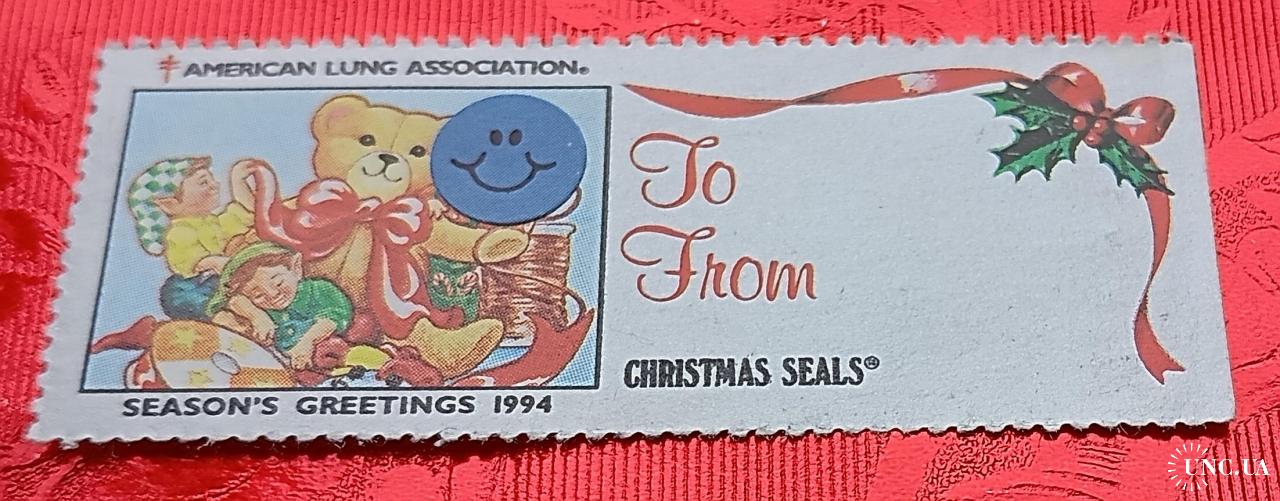 AMERICAN LUNG ASSOCIATION®
To
From
CHRISTMAS SEALS®
SEASON'S GREETINGS 1994
UNC.UA